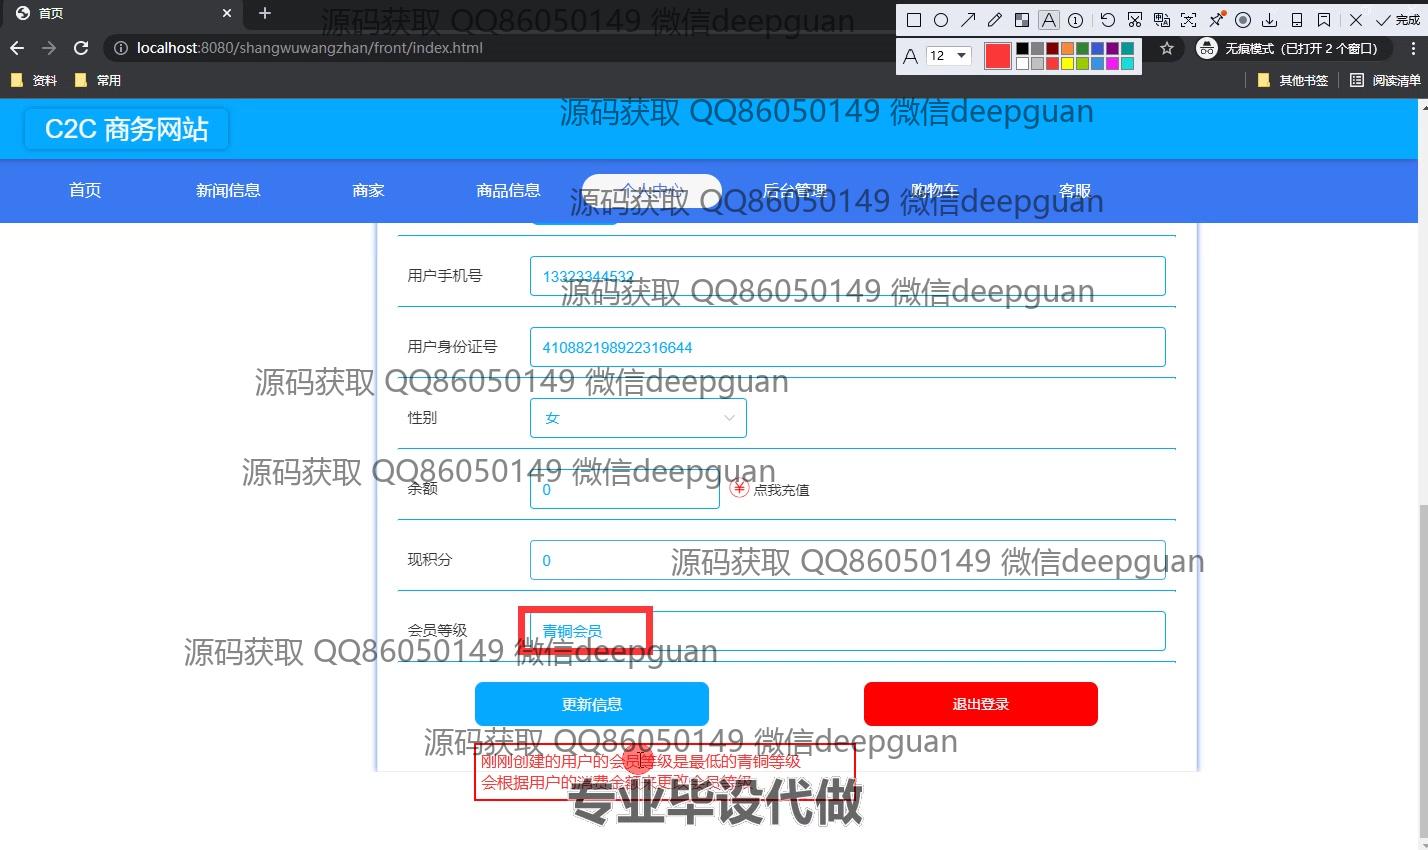 首页
源码获取 QQ86050149 微信deepguan
完成
localhost:8080/shangwuwangzhan/front/index.html
A 12
无痕模式（已打开 2 个窗口）
资料 常用
其他书签 阅读清单
源码获取 QQ86050149 微信deepguan
C2C 商务网站
首页 新闻信息 商家 商品信息 个人中心 后台管理 购物车 客服
源码获取 QQ86050149 微信deepguan
用户手机号 13323344532
源码获取 QQ86050149 微信deepguan
用户身份证号 410882198922316644
源码获取 QQ86050149 微信deepguan
性别 女
源码获取 QQ86050149 微信deepguan
余额 0 点我充值
现积分 0
源码获取 QQ86050149 微信deepguan
会员等级 青铜会员
源码获取 QQ86050149 微信deepguan
更新信息 退出登录
源码获取 QQ86050149 微信deepguan
刚刚创建的用户的会员等级是最低的青铜等级
会根据用户的消费金额来更改会员等级
专业毕设代做